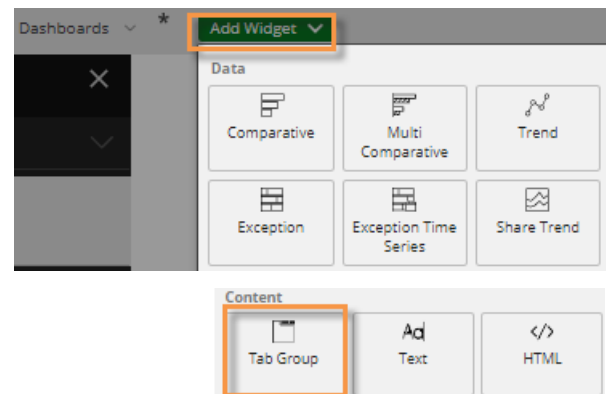 Dashboards * Add Widget
Data
Comparative
Multi
Comparative
Trend
Exception
Exception Time
Series
Share Trend
Content
Tab Group
Ad
Text
</>
HTML